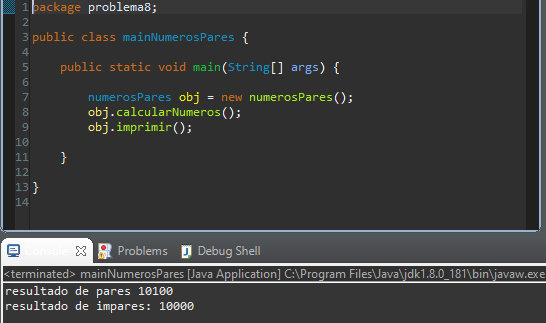 1 package problema8;
2
3 public class mainNumerosPares {
4
5 public static void main(String[] args) {
6
7 numerosPares obj = new numerosPares();
8 obj.calcularNumeros();
9 obj.imprimir();
10
11 }
12
13 }
14
Problems Debug Shell
<terminated> mainNumerosPares [Java Application] C:\Program Files\Java\jdk1.8.0_181\bin\javaw.exe
resultado de pares 10100
resultado de impares: 10000